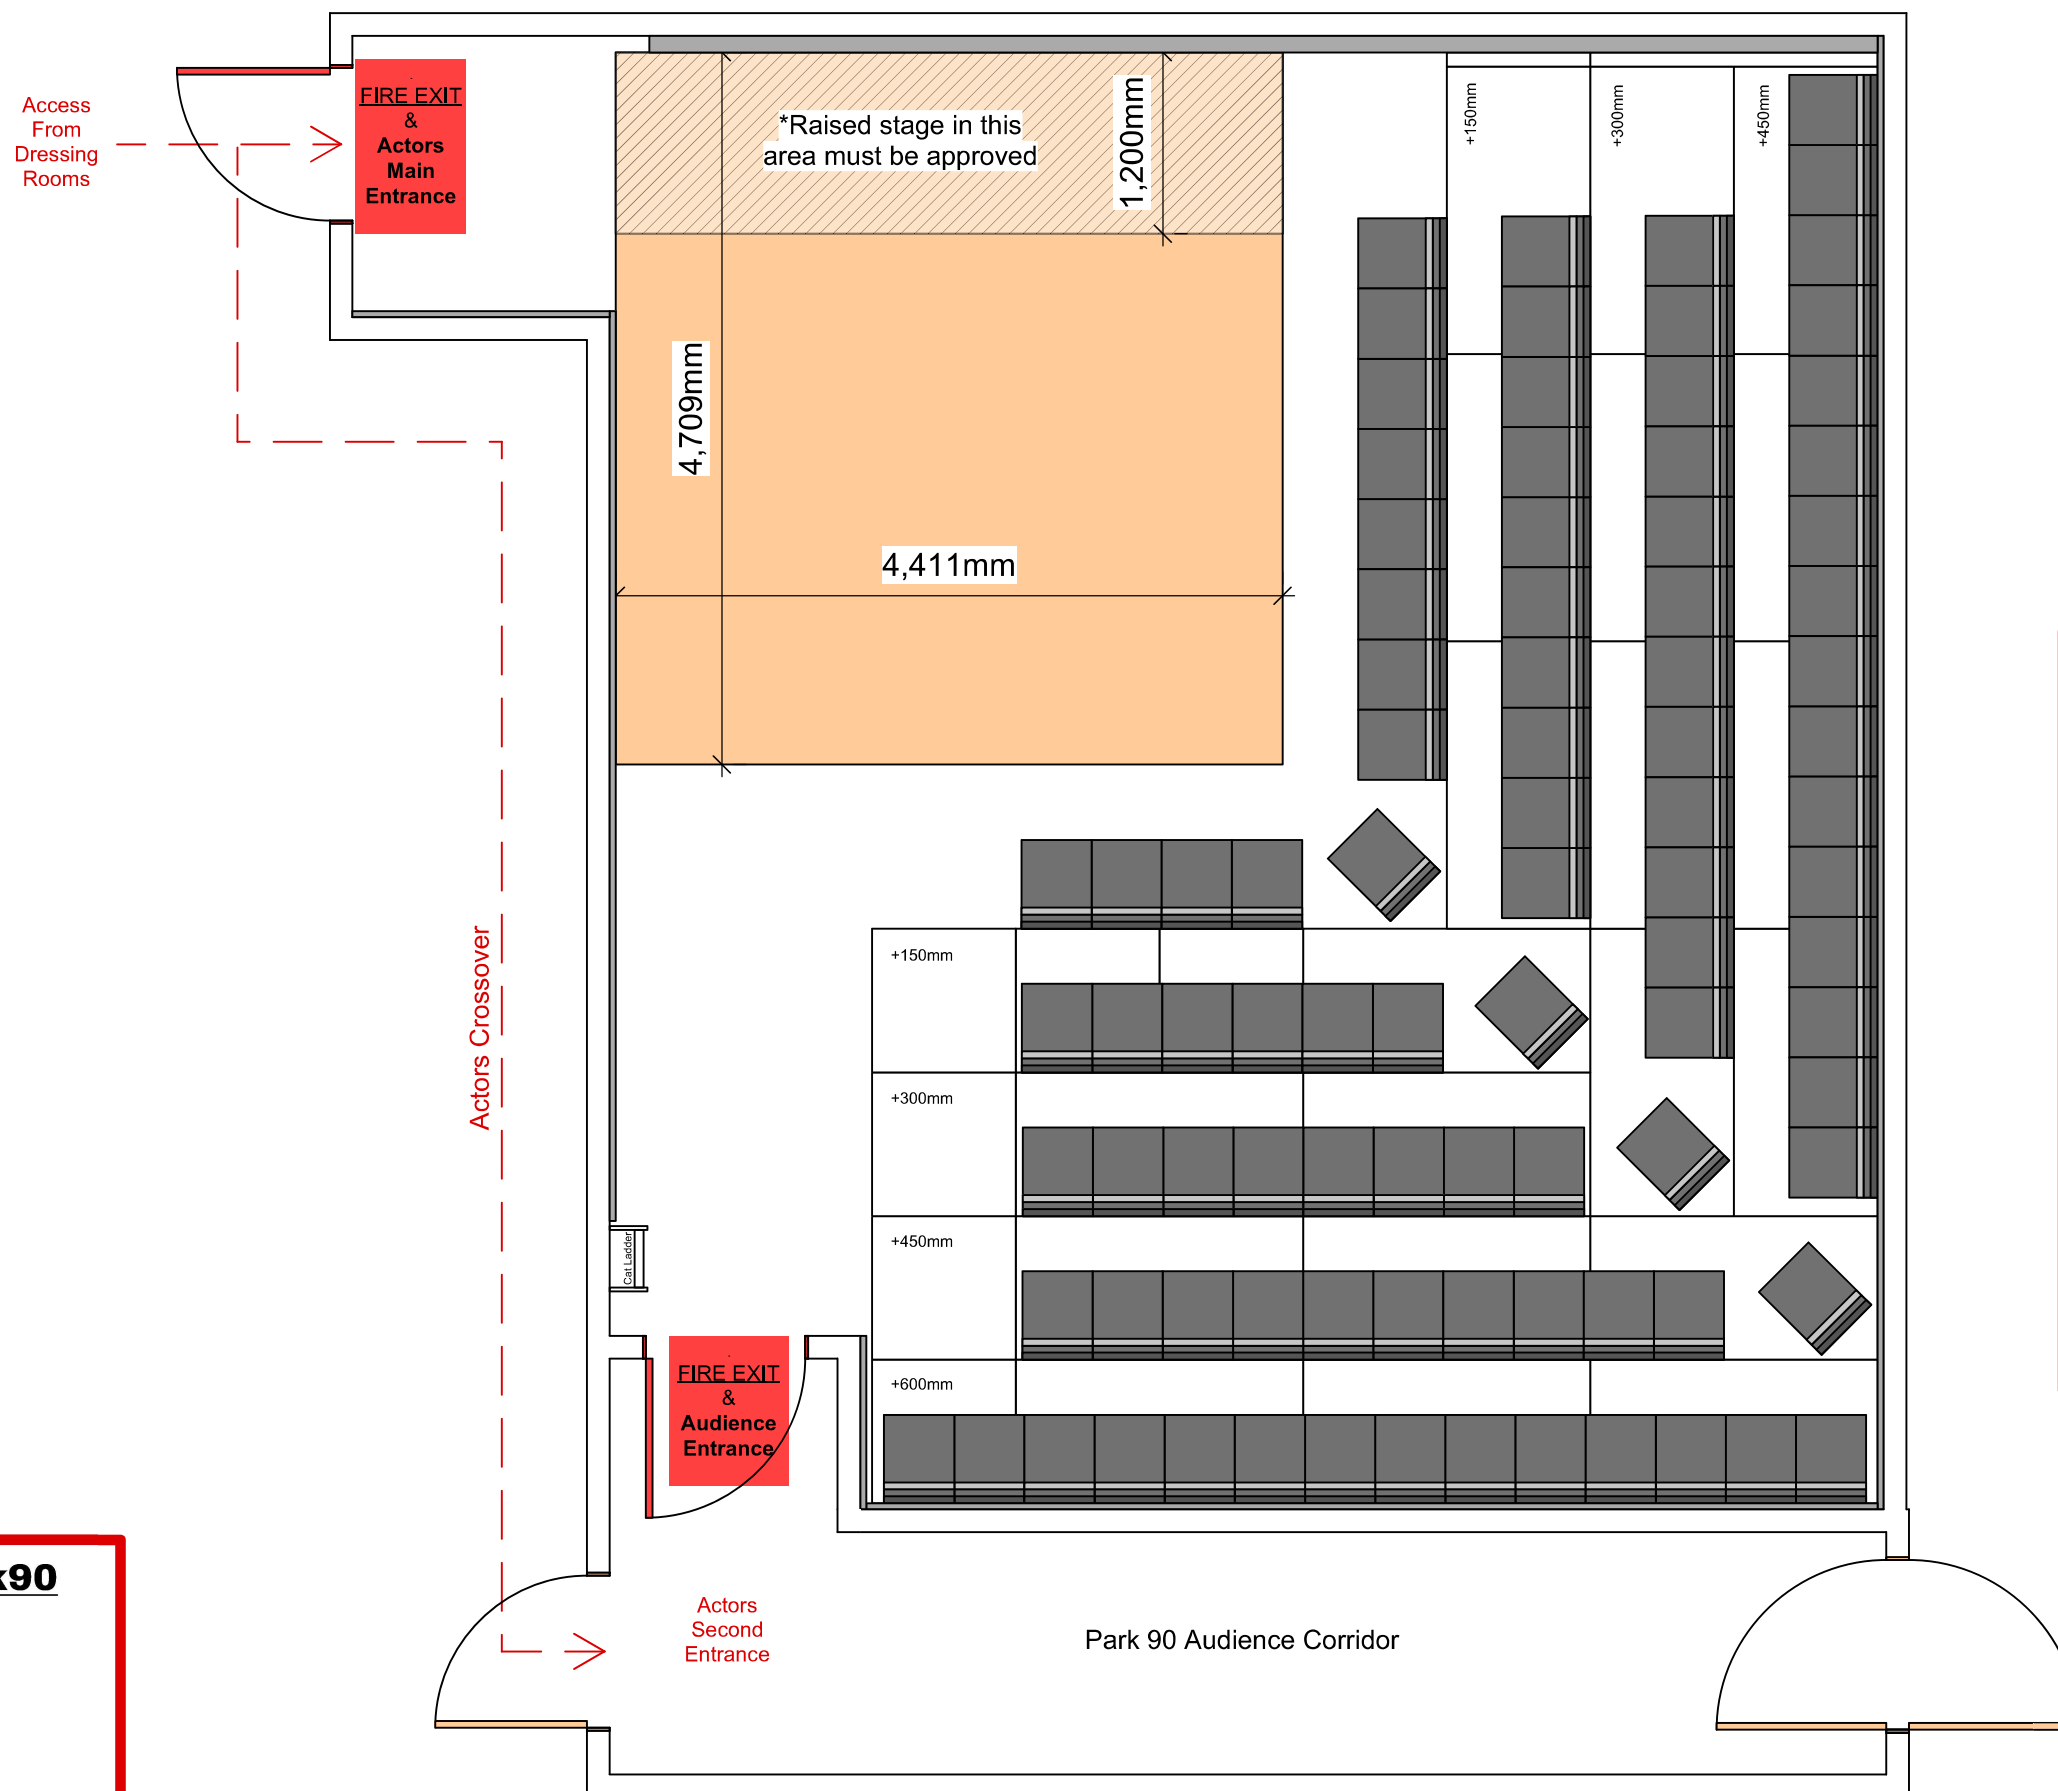 Access
From
Dressing
Rooms
FIRE EXIT
&
Actors
Main
Entrance
*Raised stage in this
area must be approved
1,200mm
4,709mm
4,411mm
+150mm
+300mm
+450mm
Actors Crossover
+150mm
+300mm
+450mm
+600mm
Cat Ladder
FIRE EXIT
&
Audience
Entrance
Actors
Second
Entrance
Park 90 Audience Corridor